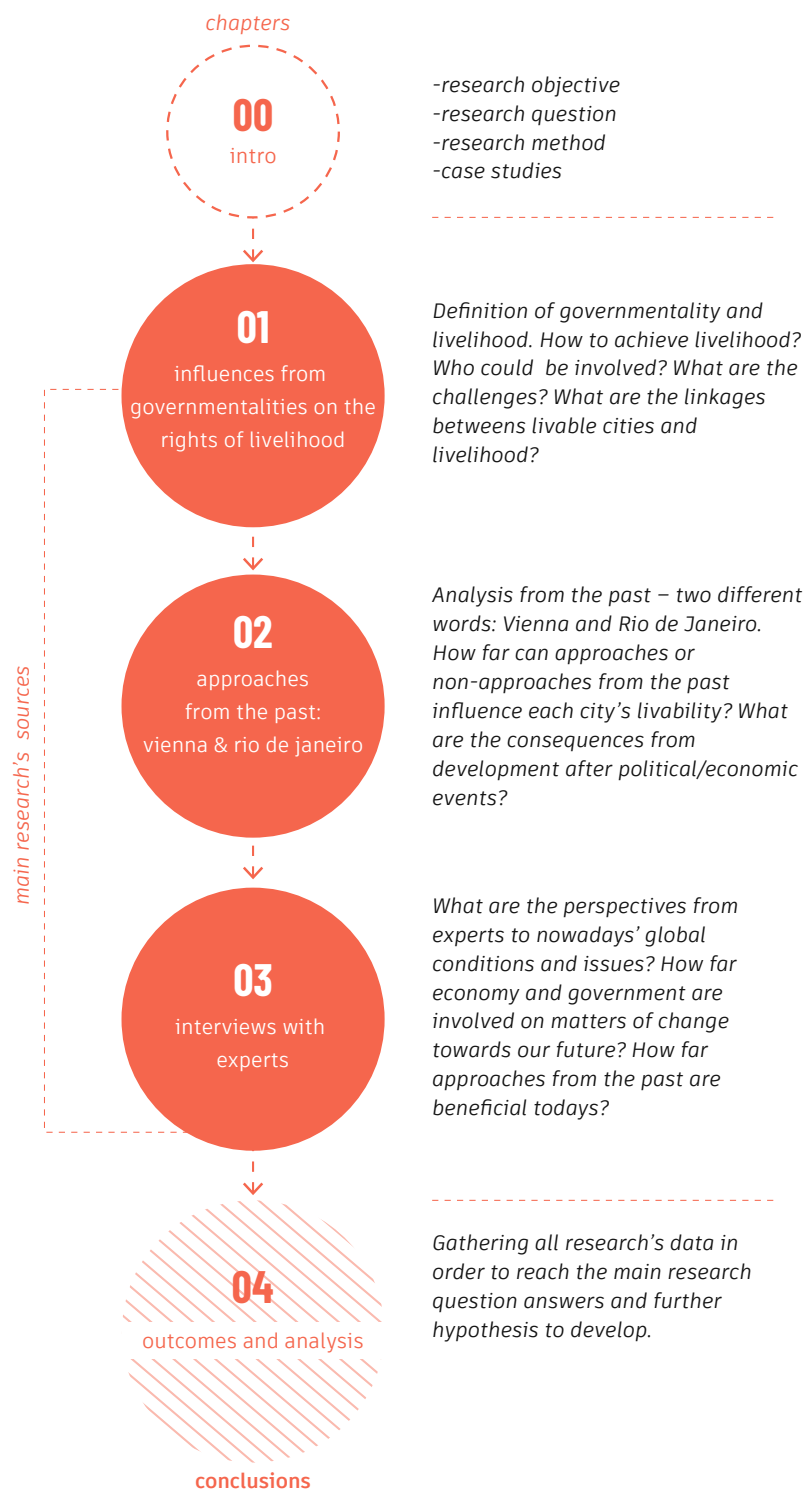 chapters
00
intro
-research objective
-research question
-research method
-case studies
01
influences from
governmentalities on the
rights of livelihood
Definition of governmentality and
livelihood. How to achieve livelihood?
Who could be involved? What are the
challenges? What are the linkages
betweens livable cities and
livelihood?
main research's sources
02
approaches
from the past:
vienna & rio de janeiro
Analysis from the past – two different
words: Vienna and Rio de Janeiro.
How far can approaches or
non-approaches from the past
influence each city's livability? What
are the consequences from
development after political/economic
events?
03
interviews with
experts
What are the perspectives from
experts to nowadays' global
conditions and issues? How far
economy and government are
involved on matters of change
towards our future? How far
approaches from the past are
beneficial todays?
04
outcomes and analysis
Gathering all research's data in
order to reach the main research
question answers and further
hypothesis to develop.
conclusions